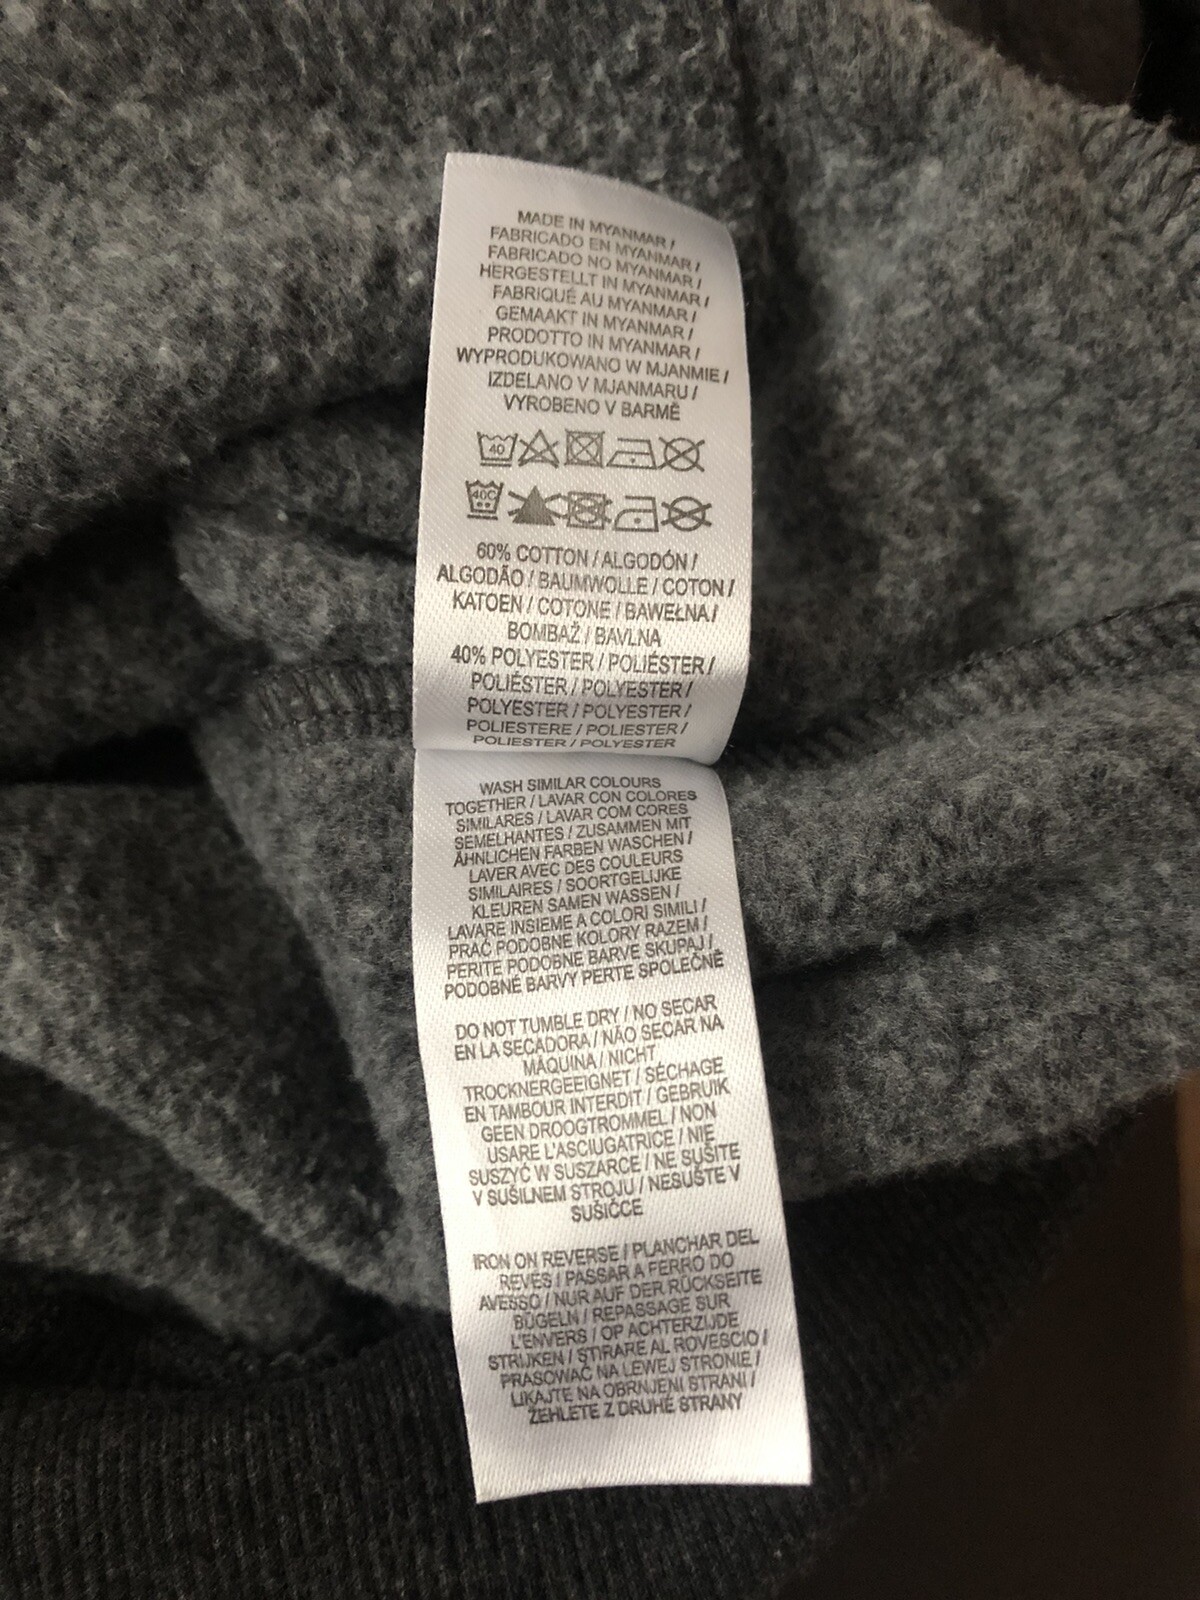 MADE IN MYANMAR /
FABRICADO EN MYANMAR /
FABRICADO NO MYANMAR /
HERGESTELLT IN MYANMAR /
FABRIQUÉ AU MYANMAR /
GEMAAKT IN MYANMAR /
PRODOTTO IN MYANMAR /
WYPRODUKOWANO W MJANMIE /
IZDELANO V MJANMARU /
VYROBENO V BARMĚ
40
40C
60% COTTON / ALGODÓN /
ALGODÃO / BAUMWOLLE / COTON /
KATOEN / COTONE / BAWEŁNA /
BOMBAŽ / BAVLNA
40% POLYESTER / POLIÉSTER /
POLIÉSTER / POLYESTER /
POLYESTER / POLYESTER /
POLIESTERE / POLIESTER /
POLIESTER / POLYESTER
WASH SIMILAR COLOURS
TOGETHER / LAVAR CON COLORES
SIMILARES / LAVAR COM CORES
SEMELHANTES / ZUSAMMEN MIT
ÄHNLICHEN FARBEN WASCHEN /
LAVER AVEC DES COULEURS
SIMILAIRES / SOORTGELIJKE
KLEUREN SAMEN WASSEN /
LAVARE INSIEME A COLORI SIMILI /
PRAĆ PODOBNE KOLORY RAZEM /
PERITE PODOBNE BARVE SKUPAJ /
PODOBNÉ BARVY PERTE SPOLEČNĚ
DO NOT TUMBLE DRY / NO SECAR
EN LA SECADORA / NÃO SECAR NA
MÁQUINA / NICHT
TROCKNERGEEIGNET / SÉCHAGE
EN TAMBOUR INTERDIT / GEBRUIK
GEEN DROOGTROMMEL / NON
USARE L'ASCIUGATRICE / NIE
SUSZYĆ W SUSZARCE / NE SUŠITE
V SUŠILNEM STROJU / NESUŠTE V
SUŠIČCE
IRON ON REVERSE / PLANCHAR DEL
REVÉS / PASSAR A FERRO DO
AVESSO / NUR AUF DER RÜCKSEITE
BÜGELN / REPASSAGE SUR
L'ENVERS / OP ACHTERZIJDE
STRIJKEN / STIRARE AL ROVESCIO /
PRASOWAĆ NA LEWEJ STRONIE /
LIKAJTE NA OBRNJENI STRANI /
ŽEHLETE Z DRUHÉ STRANY